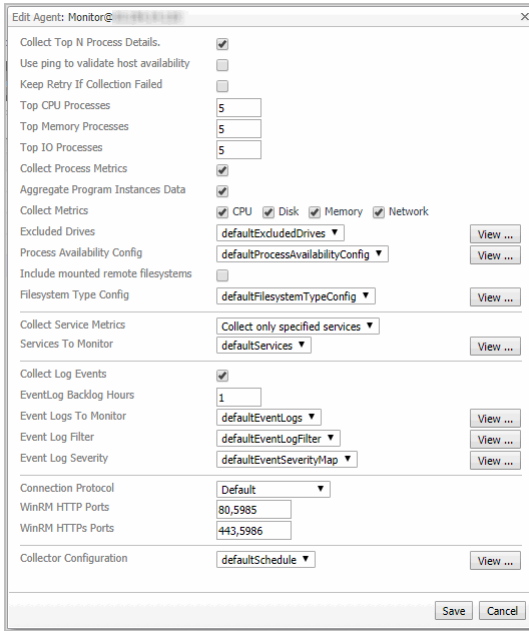 Edit Agent: Monitor@
Collect Top N Process Details.
Use ping to validate host availability
Keep Retry If Collection Failed
Top CPU Processes 5
Top Memory Processes 5
Top IO Processes 5
Collect Process Metrics
Aggregate Program Instances Data
Collect Metrics CPU Disk Memory Network
Excluded Drives defaultExcludedDrives View ...
Process Availability Config defaultProcessAvailabilityConfig View ...
Include mounted remote filesystems
Filesystem Type Config defaultFilesystemTypeConfig View ...
Collect Service Metrics Collect only specified services
Services To Monitor defaultServices View ...
Collect Log Events
EventLog Backlog Hours 1
Event Logs To Monitor defaultEventLogs View ...
Event Log Filter defaultEventLogFilter View ...
Event Log Severity defaultEventSeverityMap View ...
Connection Protocol Default
WinRM HTTP Ports 80,5985
WinRM HTTPs Ports 443,5986
Collector Configuration defaultSchedule View ...
Save Cancel